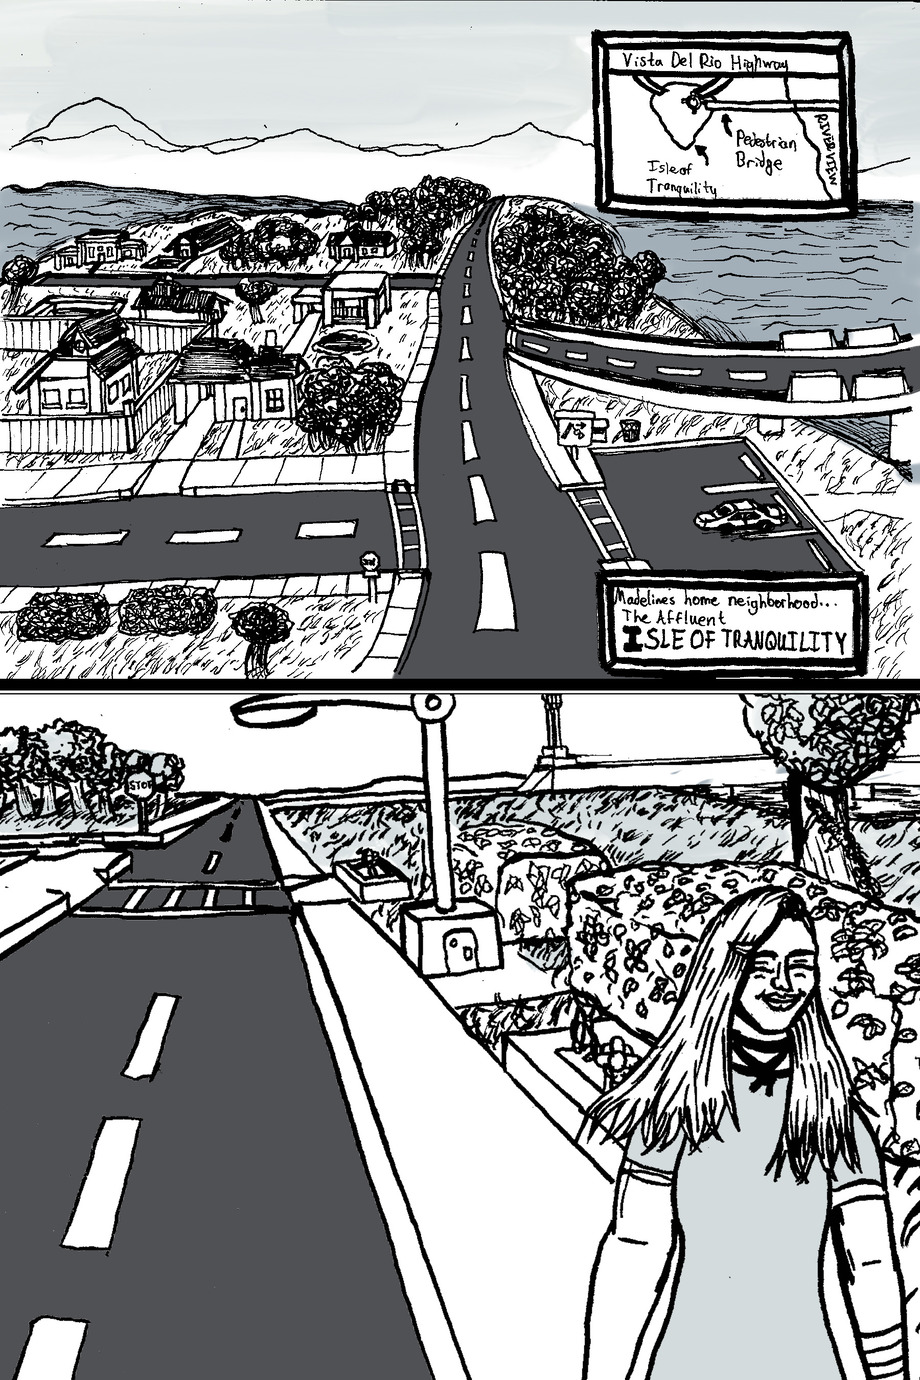 Vista Del Rio Highway
Pedestrian
Bridge
RIVERVIEW
Isle of
Tranquility
Madelines home neighborhood...
The Affluent
ISLE OF TRANQUILITY
STOP